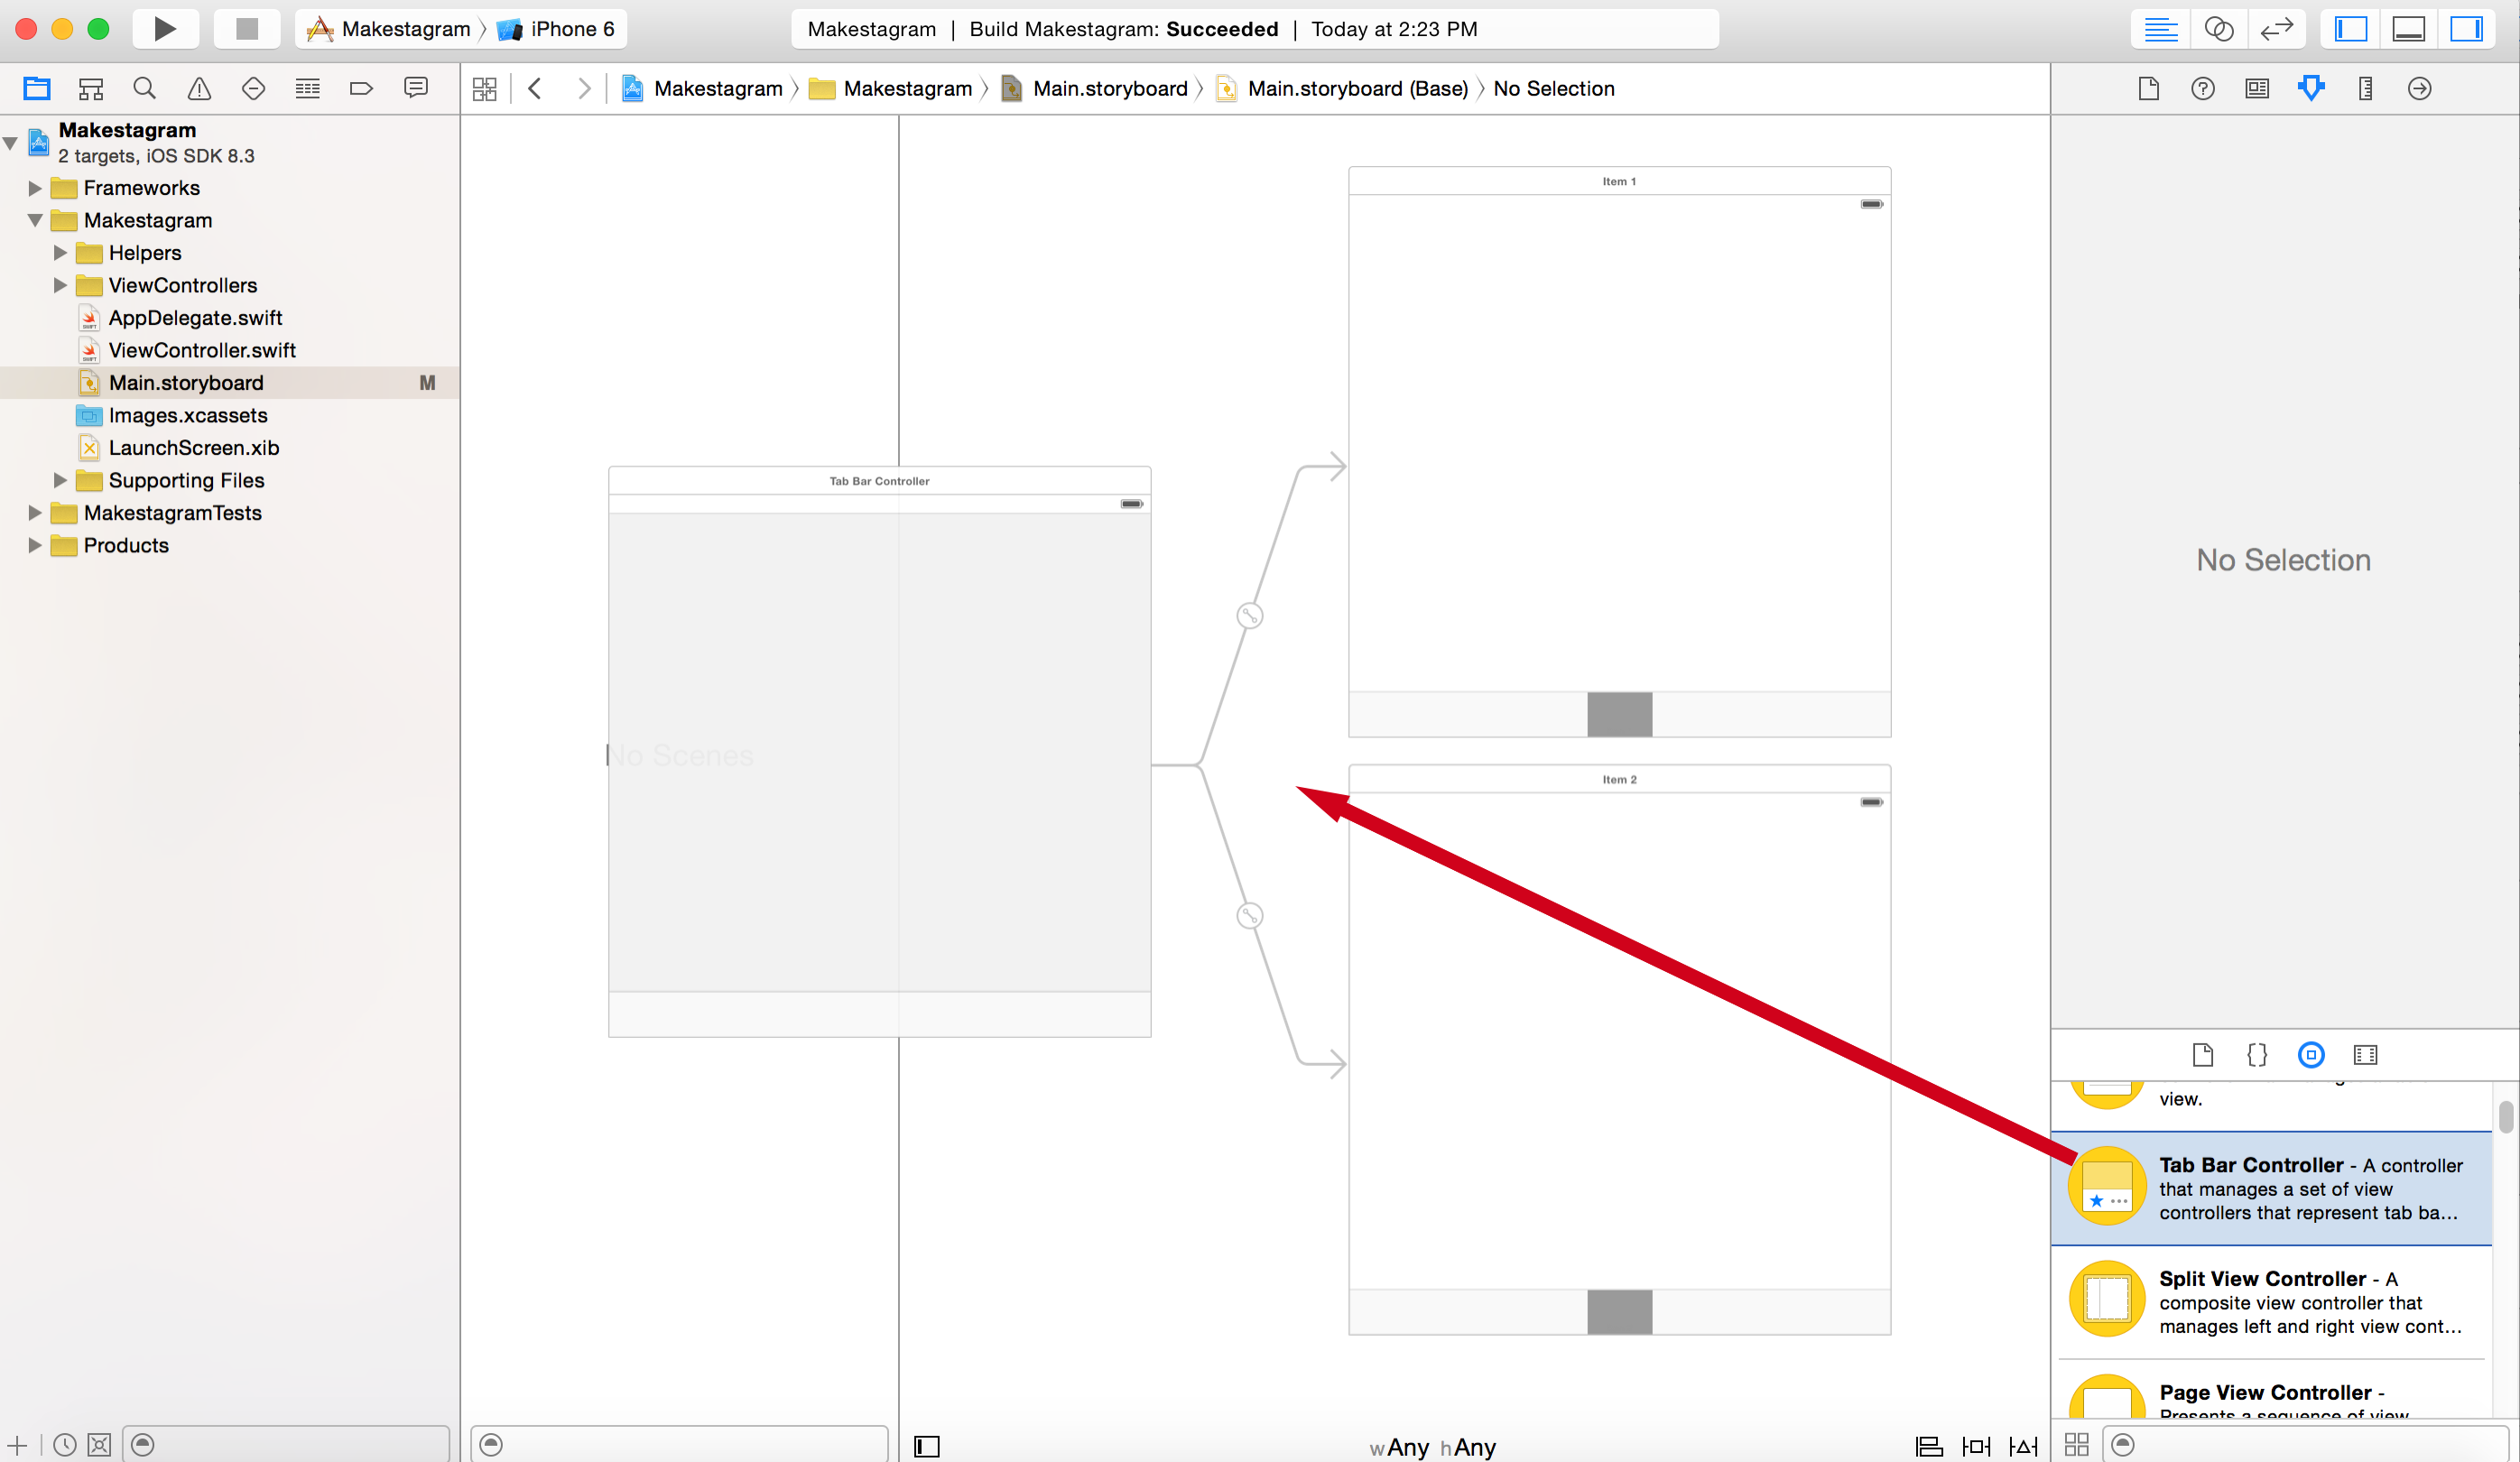 Makestagram iPhone 6
Makestagram | Build Makestagram: Succeeded | Today at 2:23 PM
Makestagram Makestagram Main.storyboard Main.storyboard (Base) No Selection
Makestagram
2 targets, iOS SDK 8.3
Frameworks
Makestagram
Helpers
ViewControllers
AppDelegate.swift
ViewController.swift
Main.storyboard M
Images.xcassets
LaunchScreen.xib
Supporting Files
MakestagramTests
Products
Tab Bar Controller
No Scenes
Item 1
Item 2
wAny hAny
No Selection
view.
Tab Bar Controller - A controller
that manages a set of view
controllers that represent tab ba...
Split View Controller - A
composite view controller that
manages left and right view cont...
Page View Controller -
Presents a sequence of view